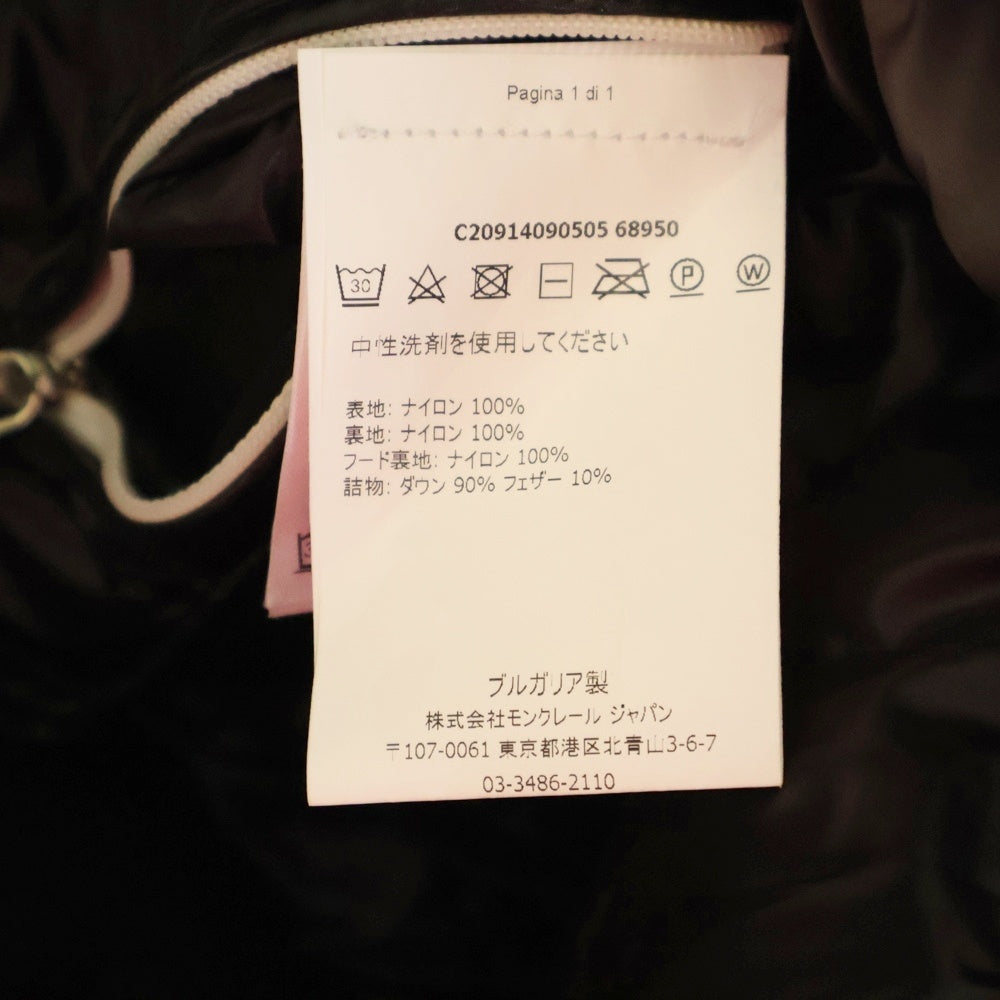 Pagina 1 di 1
C20914090505 68950
30 P W
中性洗剤を使用してください
表地: ナイロン 100%
裏地: ナイロン 100%
フード裏地: ナイロン 100%
詰物: ダウン 90% フェザー 10%
ブルガリア製
株式会社モンクレール ジャパン
〒107-0061 東京都港区北青山3-6-7
03-3486-2110